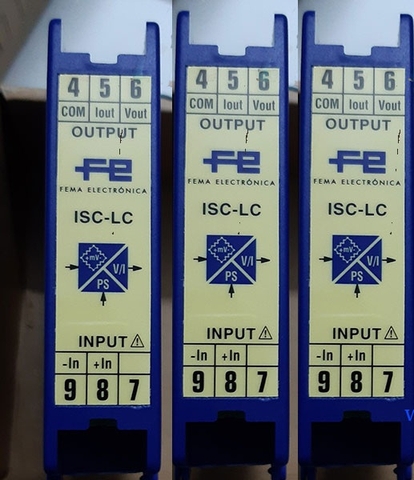 4 5 6
COM Iout Vout
OUTPUT
Fe
FEMA ELECTRÓNICA
ISC-LC
+mV-
V/I
PS
INPUT ⚠
-In +In
9 8 7
4 5 6
COM Iout Vout
OUTPUT
Fe
FEMA ELECTRÓNICA
ISC-LC
+mV-
V/I
PS
INPUT ⚠
-In +In
9 8 7
4 5 6
COM Iout Vout
OUTPUT
Fe
FEMA ELECTRÓNICA
ISC-LC
+mV-
V/I
PS
INPUT ⚠
-In +In
9 8 7
V